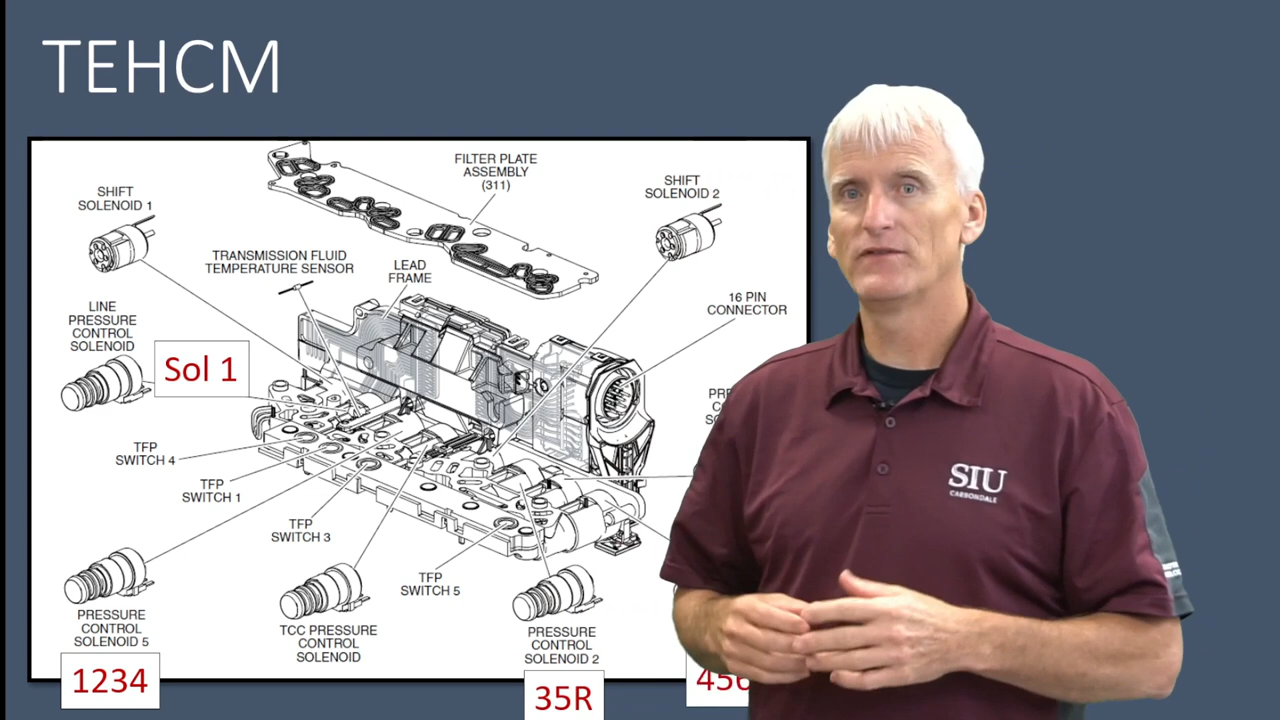 TEHCM
FILTER PLATE
ASSEMBLY
(311)
SHIFT
SOLENOID 1
SHIFT
SOLENOID 2
TRANSMISSION FLUID
TEMPERATURE SENSOR
LEAD
FRAME
16 PIN
CONNECTOR
LINE
PRESSURE
CONTROL
SOLENOID
Sol 1
TFP
SWITCH 4
TFP
SWITCH 1
TFP
SWITCH 3
TFP
SWITCH 5
PRESSURE
CONTROL
SOLENOID 5
TCC PRESSURE
CONTROL
SOLENOID
PRESSURE
CONTROL
SOLENOID 2
1234
35R
SIU
CARBONDALE